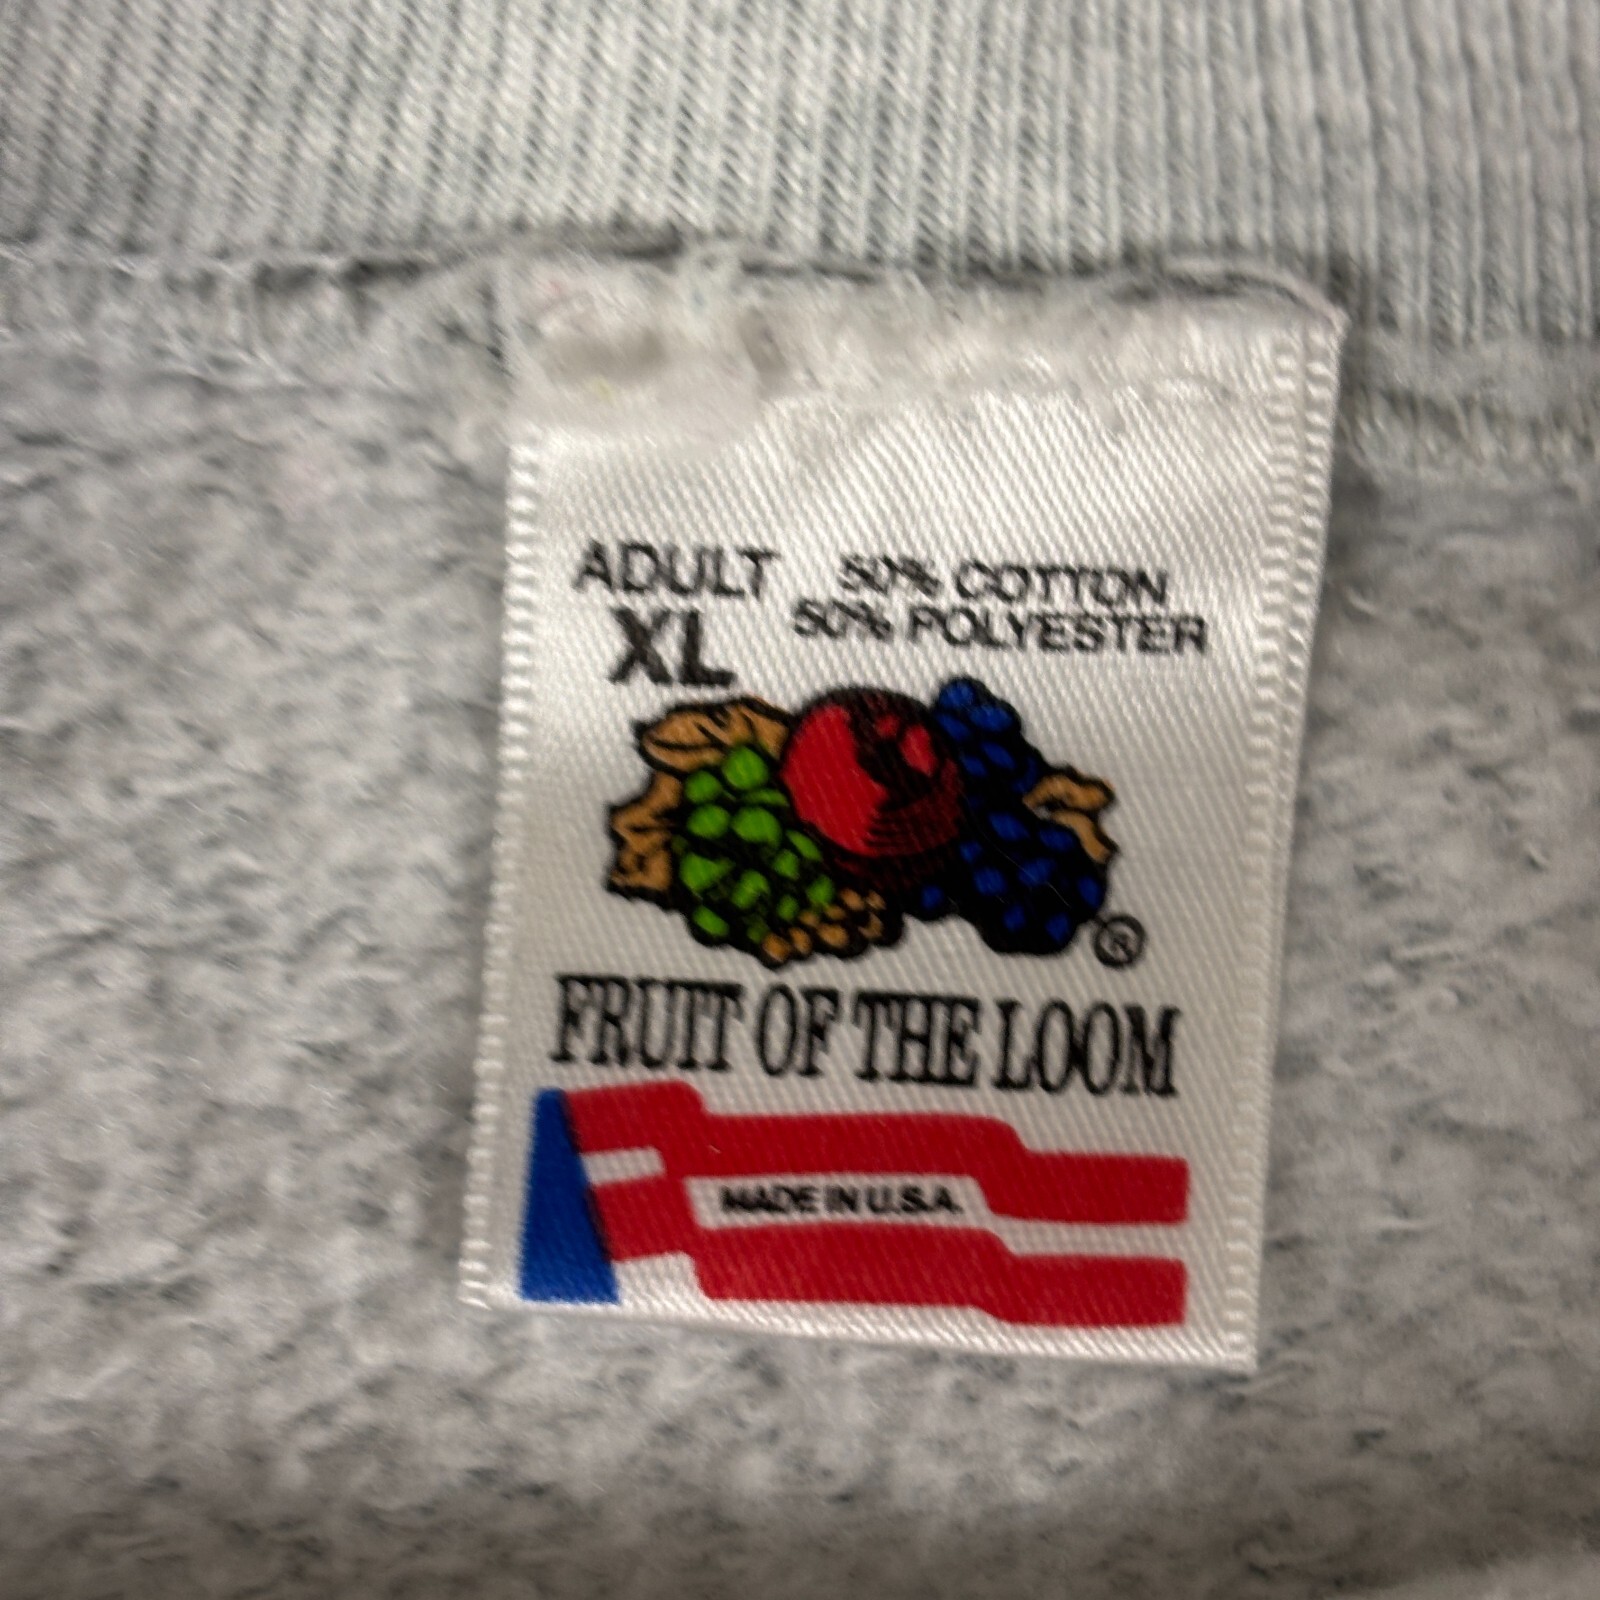 ADULT
XL
50% COTTON
50% POLYESTER
®
FRUIT OF THE LOOM
MADE IN U.S.A.